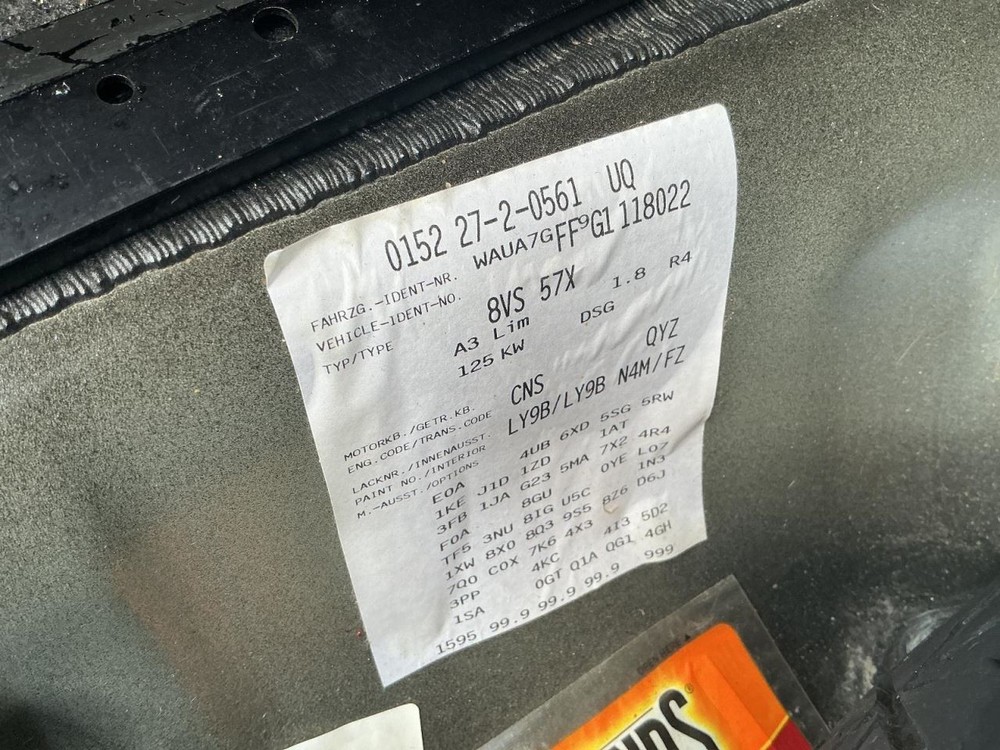 0152 27-2-0561 UQ
FAHRZG.-IDENT-NR.
VEHICLE-IDENT-NO. WAUA7GFF9G1118022
TYP/TYPE 8VS 57X
A3 Lim 1.8 R4
125 KW DSG
MOTORKB./GETR.KB.
ENG.CODE/TRANS.CODE CNS QYZ
LACKNR./INNENAUSST.
PAINT NO./INTERIOR LY9B/LY9B N4M/FZ
M.-AUSST./OPTIONS
E0A 4UB 6XD 5SG 5RW
1KE J1D 1ZD 1AT
3FB 1JA G23 5MA 7X2 4R4
F0A 8GU 0YE L07
TF5 3NU 8IG U5C 1N3
1XW 8X0 8Q3 9S5 8Z6 D6J
7Q0 C0X 7K6 4X3
3PP 4KC 4I3 5D2
1SA 0GT Q1A QG1 4GH
1595 99.9 99.9 99.9 999